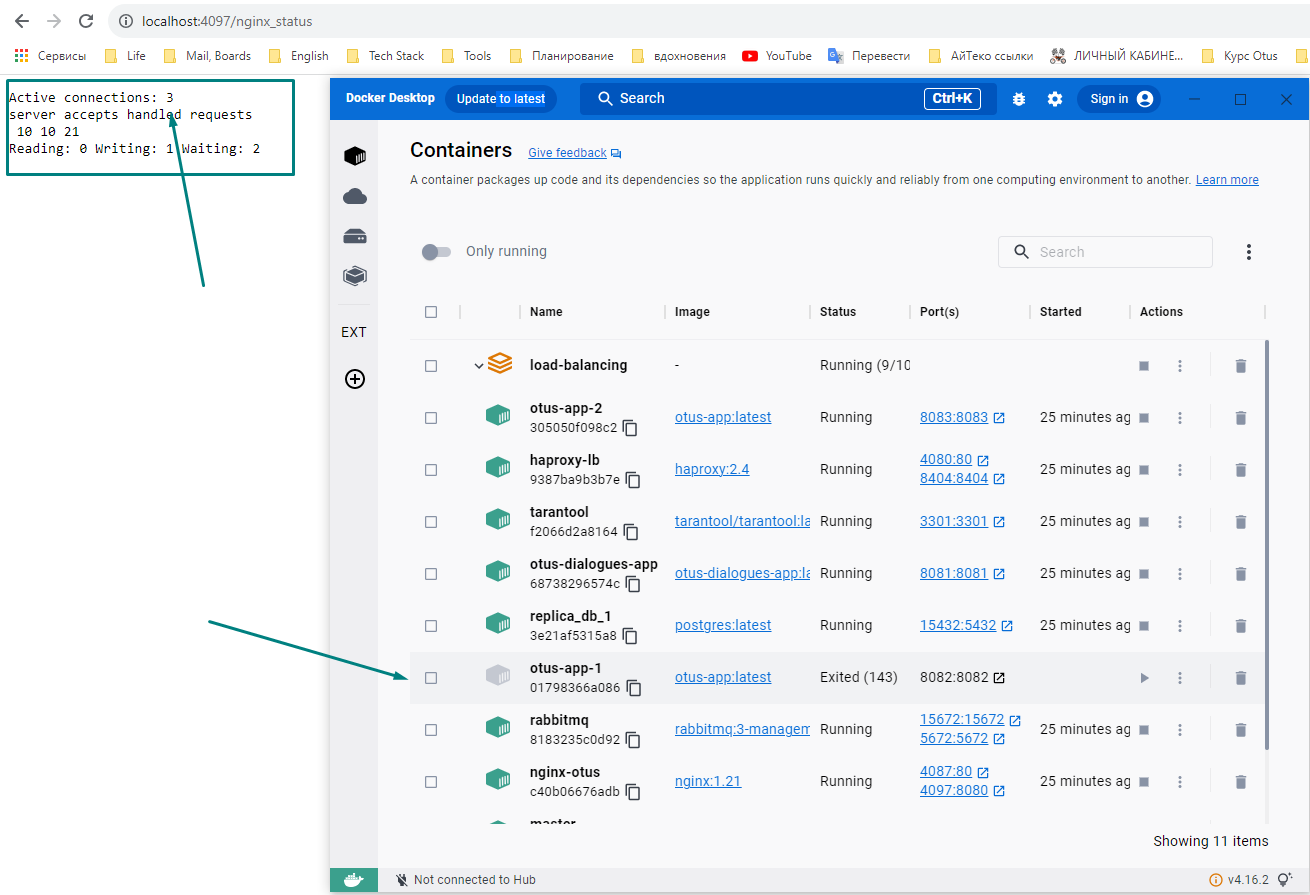 localhost:4097/nginx_status
Сервисы Life Mail, Boards English Tech Stack Tools Планирование вдохновения YouTube Перевести АйТеко ссылки ЛИЧНЫЙ КАБИНЕ... Курс Otus
Active connections: 3
server accepts handled requests
10 10 21
Reading: 0 Writing: 1 Waiting: 2
Docker Desktop Update to latest Search Ctrl+K Sign in
Containers Give feedback
A container packages up code and its dependencies so the application runs quickly and reliably from one computing environment to another. Learn more
Only running Search
EXT
Name Image Status Port(s) Started Actions
load-balancing - Running (9/10
otus-app-2
305050f098c2 otus-app:latest Running 8083:8083 25 minutes ag
haproxy-lb
9387ba9b3b7e haproxy:2.4 Running 4080:80
8404:8404 25 minutes ag
tarantool
f2066d2a8164 tarantool/tarantool:la Running 3301:3301 25 minutes ag
otus-dialogues-app
68738296574c otus-dialogues-app:la Running 8081:8081 25 minutes ag
replica_db_1
3e21af5315a8 postgres:latest Running 15432:5432 25 minutes ag
otus-app-1
01798366a086 otus-app:latest Exited (143) 8082:8082
rabbitmq
8183235c0d92 rabbitmq:3-managem Running 15672:15672
5672:5672 25 minutes ag
nginx-otus
c40b06676adb nginx:1.21 Running 4087:80
4097:8080 25 minutes ag
master
Showing 11 items
Not connected to Hub v4.16.2